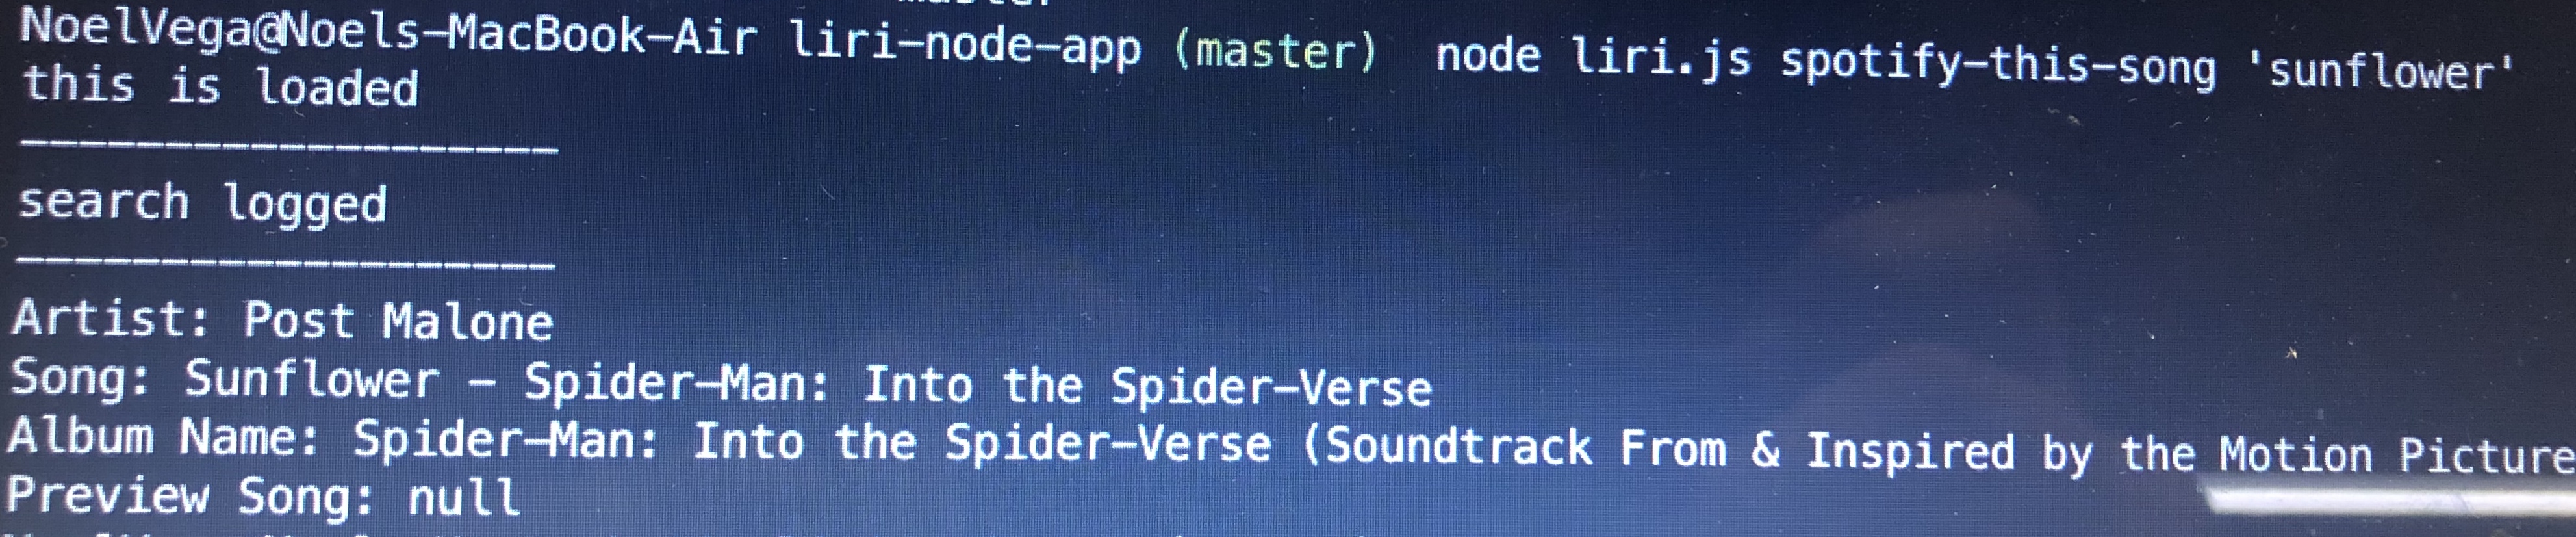 NoelVega@Noels-MacBook-Air liri-node-app (master)  node liri.js spotify-this-song 'sunflower'
this is loaded
-------------------
search logged
-------------------
Artist: Post Malone
Song: Sunflower - Spider-Man: Into the Spider-Verse
Album Name: Spider-Man: Into the Spider-Verse (Soundtrack From & Inspired by the Motion Picture
Preview Song: null